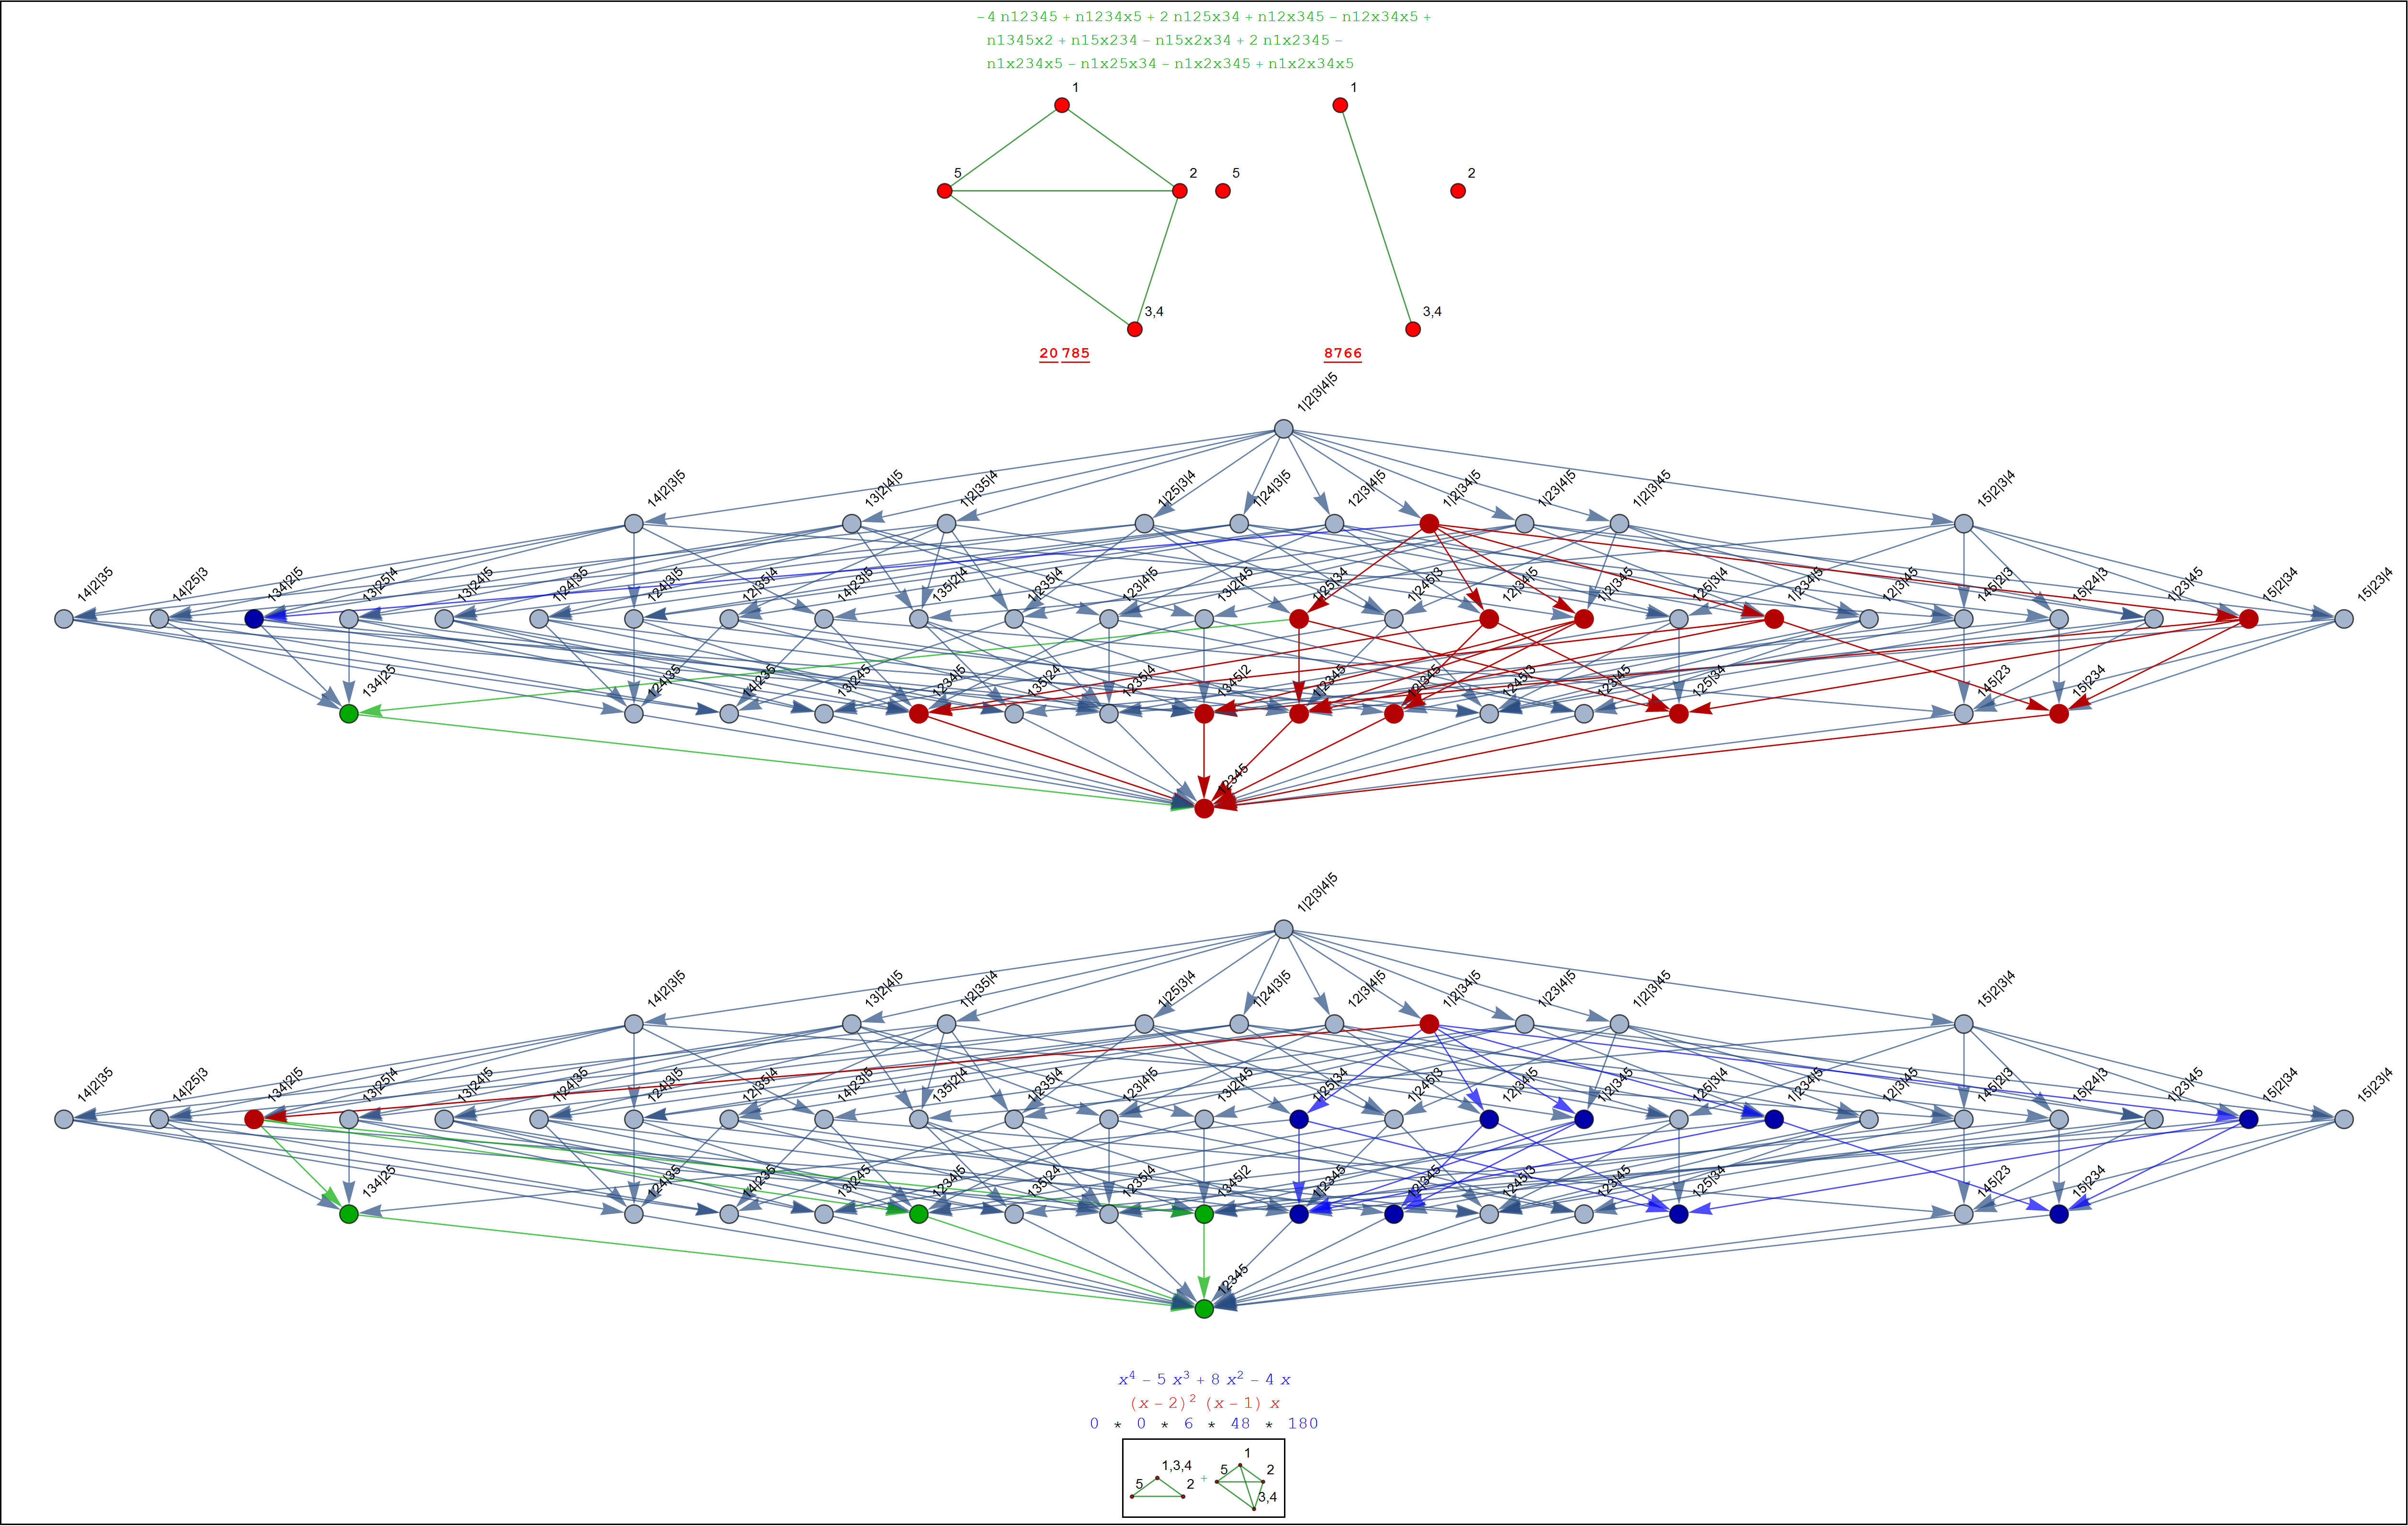 -4 n12345 + n1234x5 + 2 n125x34 + n12x345 - n12x34x5 +
n1345x2 + n15x234 - n15x2x34 + 2 n1x2345 -
n1x234x5 - n1x25x34 - n1x2x345 + n1x2x34x5
1 1
5 2 5 2
3,4 3,4
20 785 8766
1|2|3|4|5
14|2|3|5 13|2|4|5 1|2|35|4 1|25|3|4 1|24|3|5 12|3|4|5 1|2|34|5 1|23|4|5 1|2|3|45 15|2|3|4
14|2|35 14|25|3 134|2|5 13|25|4 13|24|5 1|24|35 124|3|5 12|35|4 14|23|5 135|2|4 1|235|4 123|4|5 13|2|45 1|25|34 1|245|3 12|34|5 1|2|345 125|3|4 1|234|5 12|3|45 145|2|3 15|24|3 1|23|45 15|2|34 15|23|4
134|25 124|35 14|235 13|245 1234|5 135|24 1235|4 1345|2 1|2345 12|345 1245|3 123|45 125|34 145|23 15|234
12345
1|2|3|4|5
14|2|3|5 13|2|4|5 1|2|35|4 1|25|3|4 1|24|3|5 12|3|4|5 1|2|34|5 1|23|4|5 1|2|3|45 15|2|3|4
14|2|35 14|25|3 134|2|5 13|25|4 13|24|5 1|24|35 124|3|5 12|35|4 14|23|5 135|2|4 1|235|4 123|4|5 13|2|45 1|25|34 1|245|3 12|34|5 1|2|345 125|3|4 1|234|5 12|3|45 145|2|3 15|24|3 1|23|45 15|2|34 15|23|4
134|25 124|35 14|235 13|245 1234|5 135|24 1235|4 1345|2 1|2345 12|345 1245|3 123|45 125|34 145|23 15|234
12345
x⁴ - 5 x³ + 8 x² - 4 x
(x - 2)² (x - 1) x
0 * 0 * 6 * 48 * 180
1
1,3,4 5 2
5 2 +
3,4